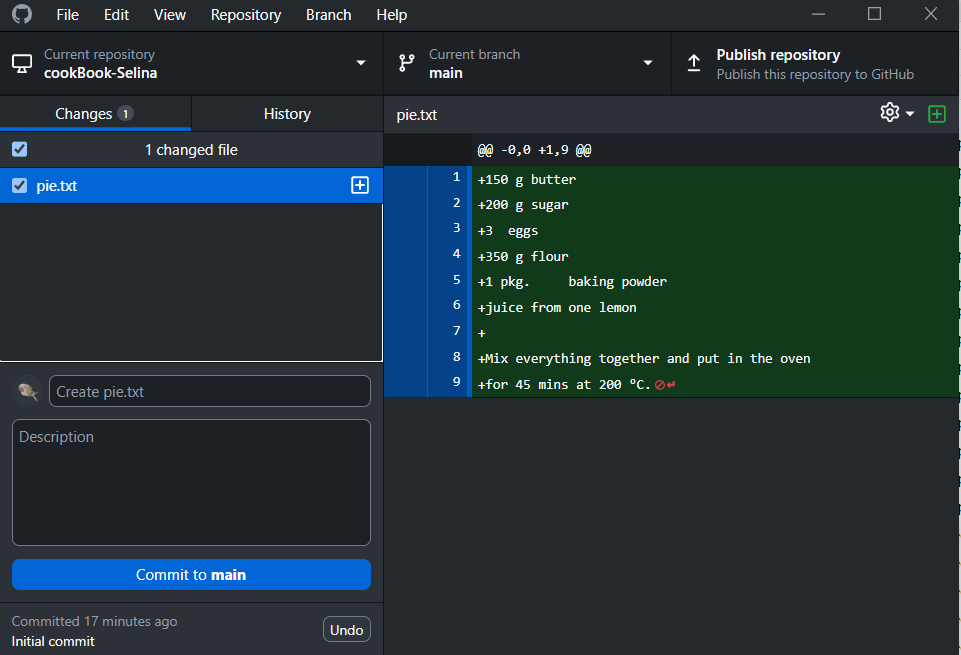 File Edit View Repository Branch Help
Current repository
cookBook-Selina
Current branch
main
Publish repository
Publish this repository to GitHub
Changes 1
History
pie.txt
1 changed file
pie.txt
@@ -0,0 +1,9 @@
1 +150 g butter
2 +200 g sugar
3 +3  eggs
4 +350 g flour
5 +1 pkg.     baking powder
6 +juice from one lemon
7 +
8 +Mix everything together and put in the oven
9 +for 45 mins at 200 °C.
Create pie.txt
Description
Commit to main
Committed 17 minutes ago
Initial commit
Undo